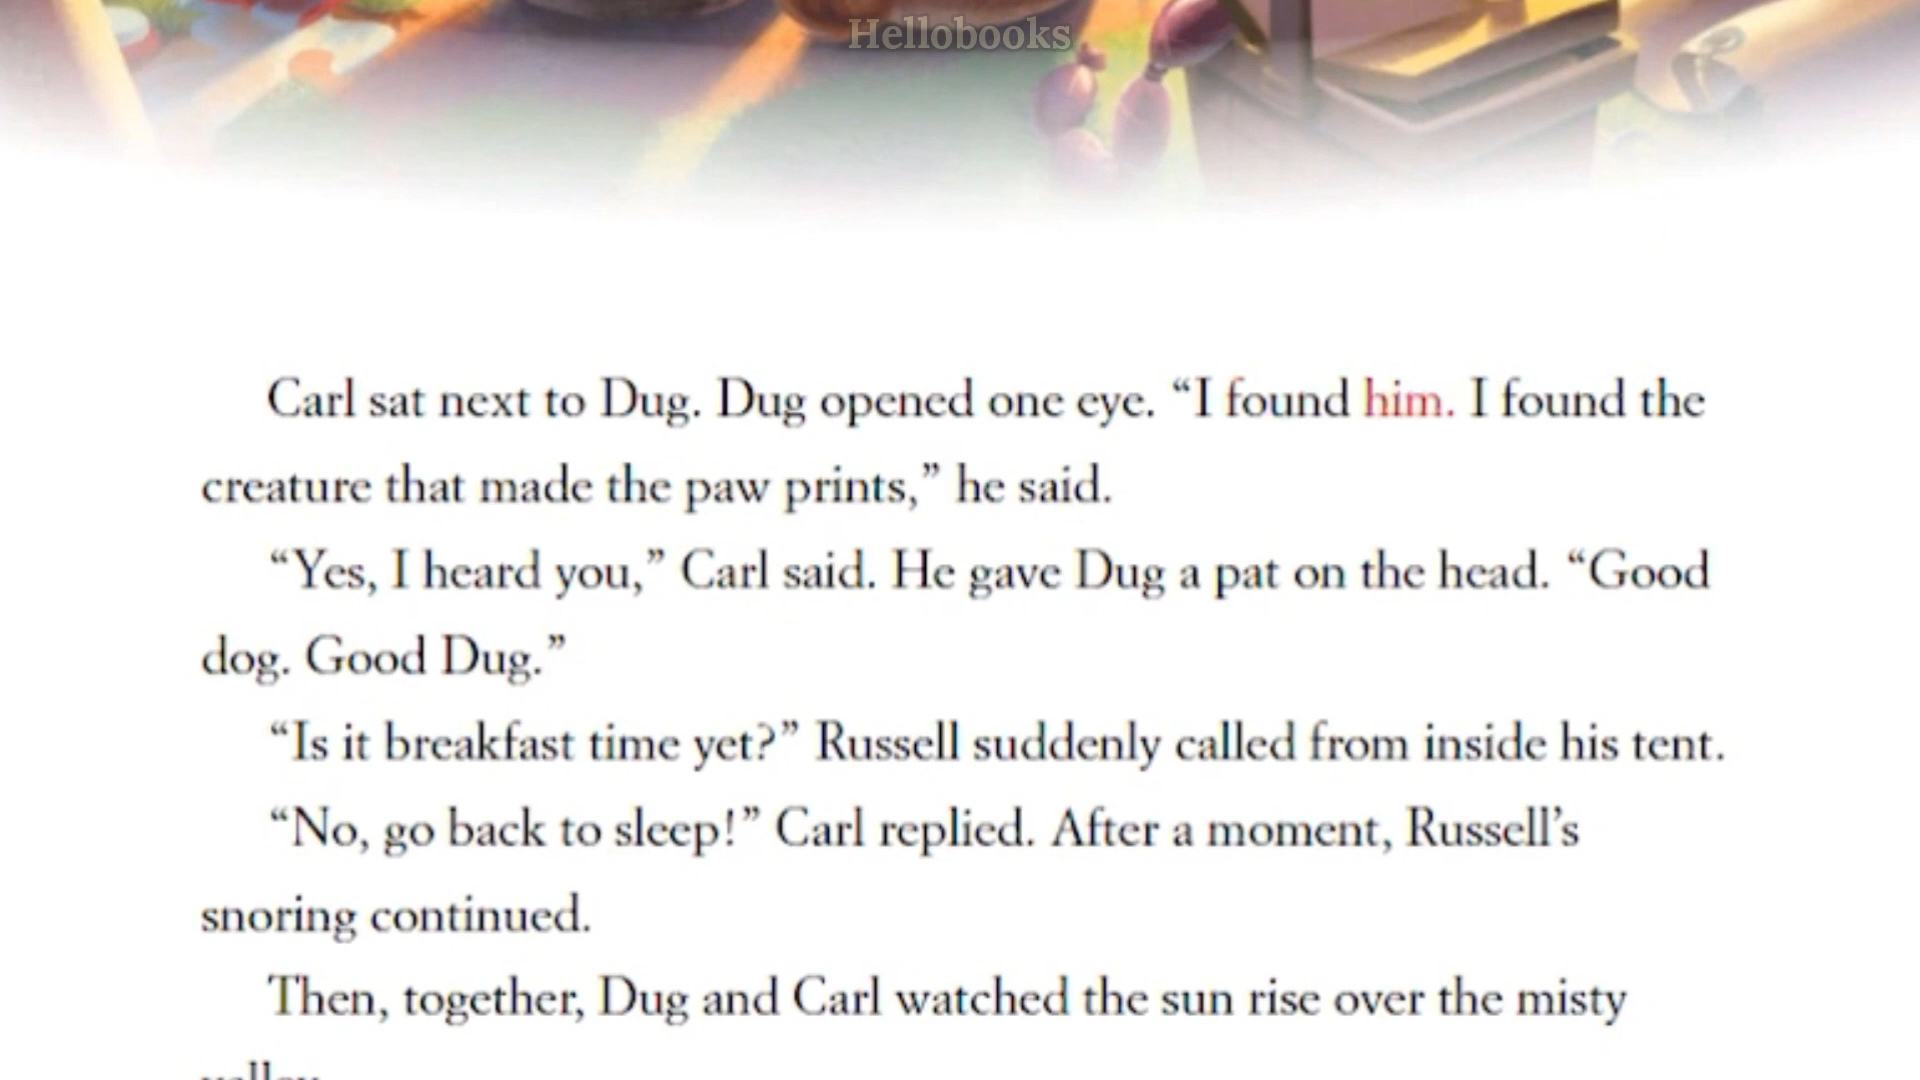 Hellobooks
Carl sat next to Dug. Dug opened one eye. “I found him. I found the
creature that made the paw prints,” he said.
“Yes, I heard you,” Carl said. He gave Dug a pat on the head. “Good
dog. Good Dug.”
“Is it breakfast time yet?” Russell suddenly called from inside his tent.
“No, go back to sleep!” Carl replied. After a moment, Russell’s
snoring continued.
Then, together, Dug and Carl watched the sun rise over the misty